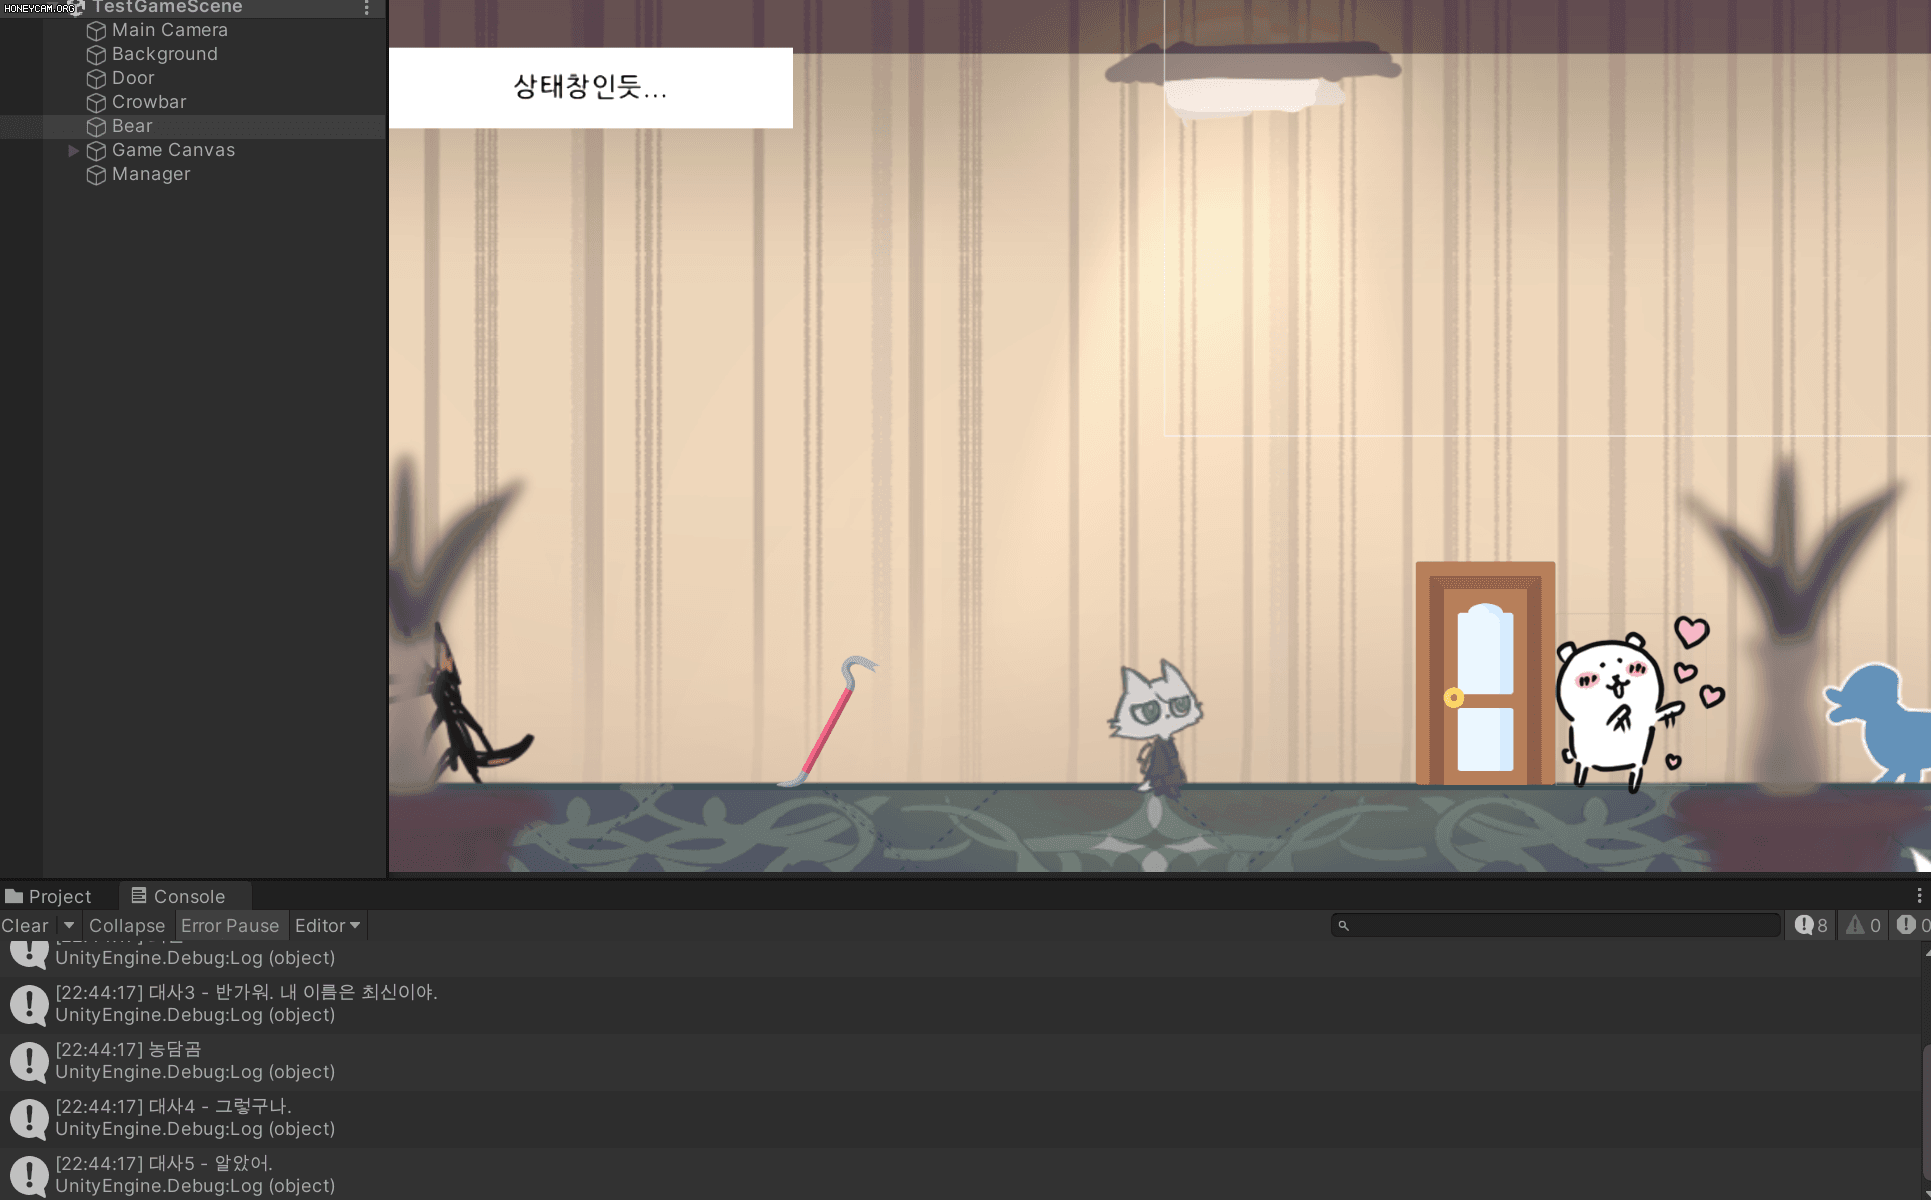 HONEYCAM.ORG
TestGameScene
Main Camera
Background
Door
Crowbar
Bear
Game Canvas
Manager
상태창인듯...
Project
Console
Clear
Collapse
Error Pause
Editor
8
0
0
UnityEngine.Debug:Log (object)
[22:44:17] 대사3 - 반가워. 내 이름은 최신이야.
UnityEngine.Debug:Log (object)
[22:44:17] 농담곰
UnityEngine.Debug:Log (object)
[22:44:17] 대사4 - 그렇구나.
UnityEngine.Debug:Log (object)
[22:44:17] 대사5 - 알았어.
UnityEngine.Debug:Log (object)